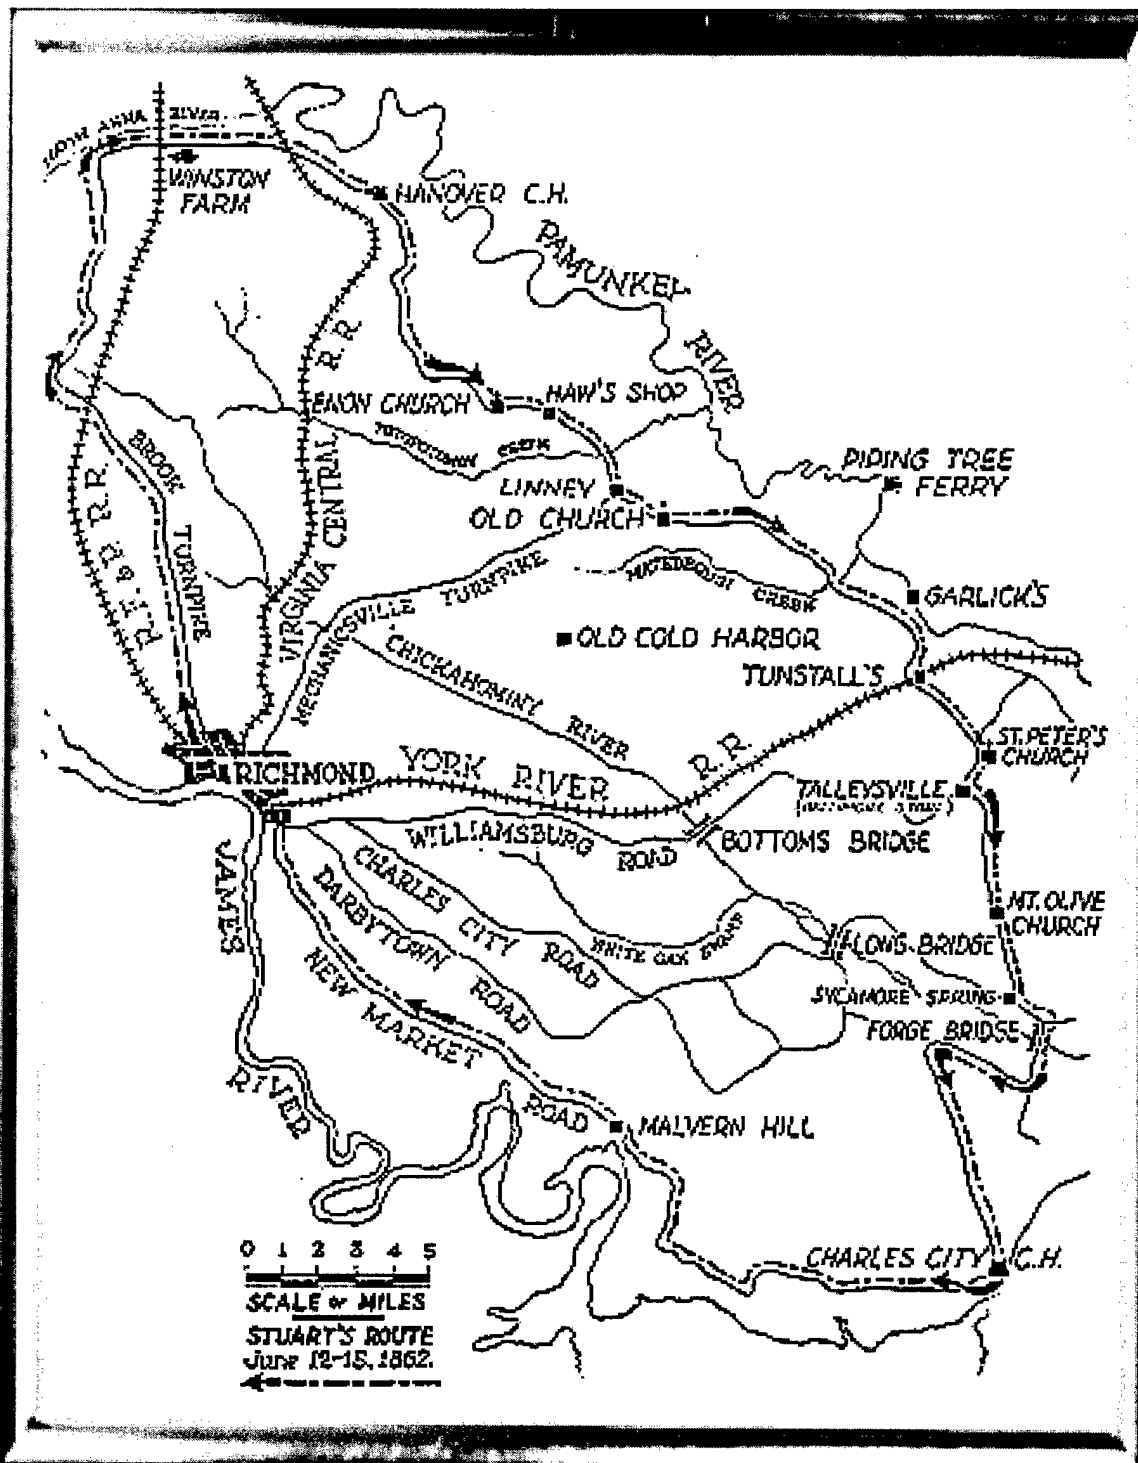 SOUTH ANNA RIVER
WINSTON
FARM
HANOVER C.H.
PAMUNKEY
RIVER
VIRGINIA CENTRAL R.R.
ENON CHURCH
HAW'S SHOP
CREEK
BROOK
TURNPIKE
R.F. & P. R.R.
PIPING TREE
FERRY
LINNEY
OLD CHURCH
MECHANICSVILLE TURNPIKE
CREEK
GARLICK'S
OLD COLD HARBOR
CHICKAHOMINY
RIVER
TUNSTALL'S
ST. PETER'S
CHURCH
RICHMOND
YORK RIVER R.R.
TALLEYSVILLE
WILLIAMSBURG
ROAD
BOTTOMS BRIDGE
JAMES
RIVER
CHARLES CITY ROAD
DARBYTOWN
ROAD
WHITE OAK SWAMP
MT. OLIVE
CHURCH
LONG BRIDGE
NEW MARKET
ROAD
SYCAMORE SPRING
FORGE BRIDGE
MALVERN HILL
CHARLES CITY C.H.
0 1 2 3 4 5
SCALE OF MILES
STUART'S ROUTE
June 12-15, 1862.